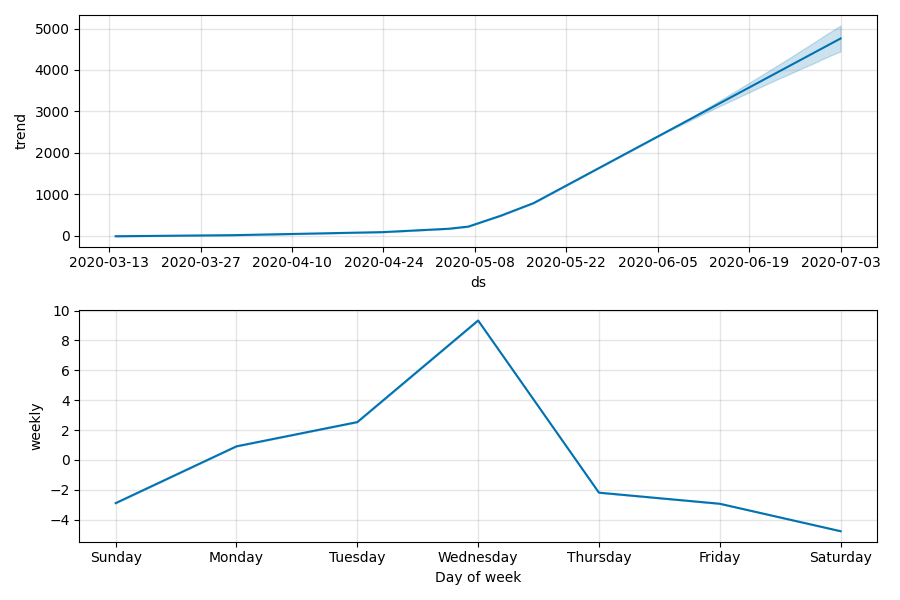 5000
4000
3000
2000
1000
0
trend
2020-03-13 2020-03-27 2020-04-10 2020-04-24 2020-05-08 2020-05-22 2020-06-05 2020-06-19 2020-07-03
ds
10
8
6
4
2
0
−2
−4
weekly
Sunday Monday Tuesday Wednesday Thursday Friday Saturday
Day of week